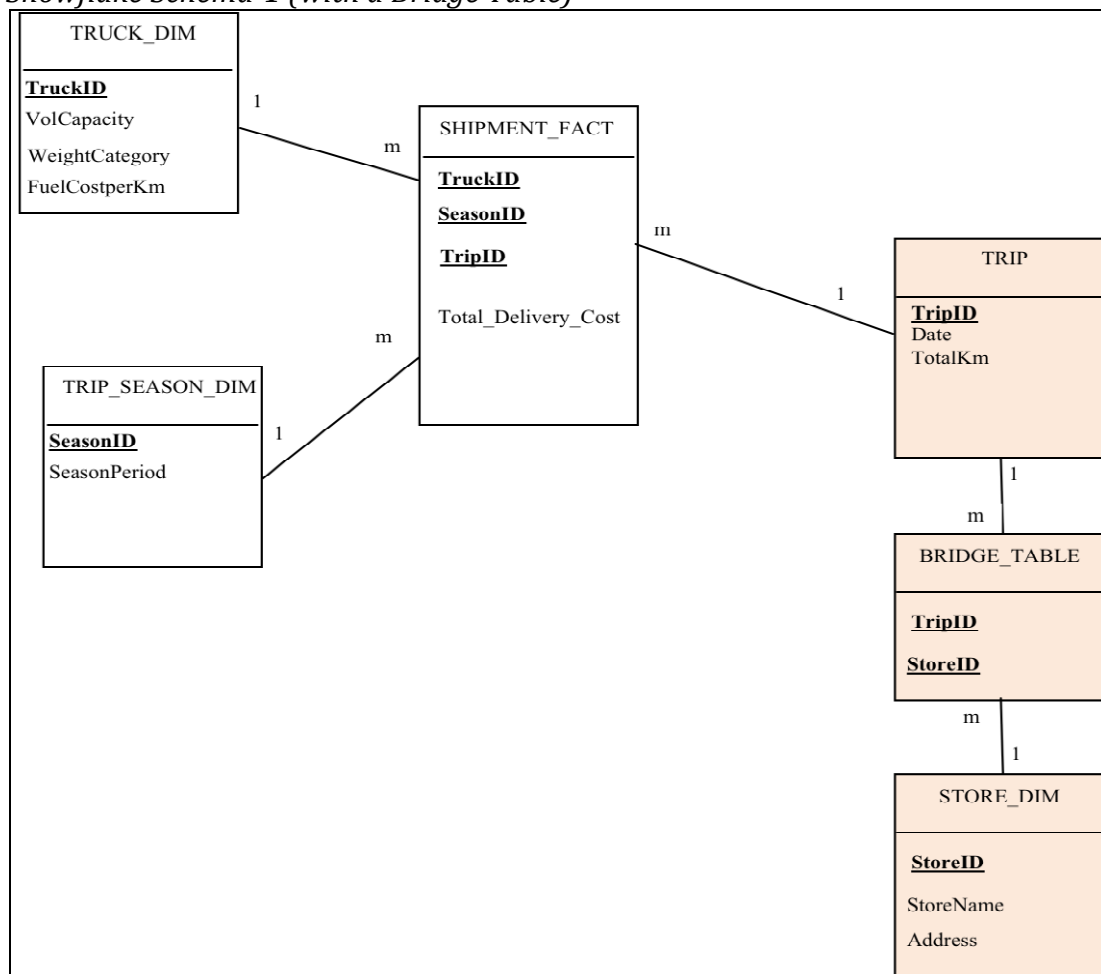 Snowflake Schema-1 (with a Bridge Table)
TRUCK_DIM
TruckID
VolCapacity
WeightCategory
FuelCostperKm
1
m
SHIPMENT_FACT
TruckID
SeasonID
TripID
Total_Delivery_Cost
m
1
TRIP
TripID
Date
TotalKm
m
1
TRIP_SEASON_DIM
SeasonID
SeasonPeriod
1
m
BRIDGE_TABLE
TripID
StoreID
m
1
STORE_DIM
StoreID
StoreName
Address